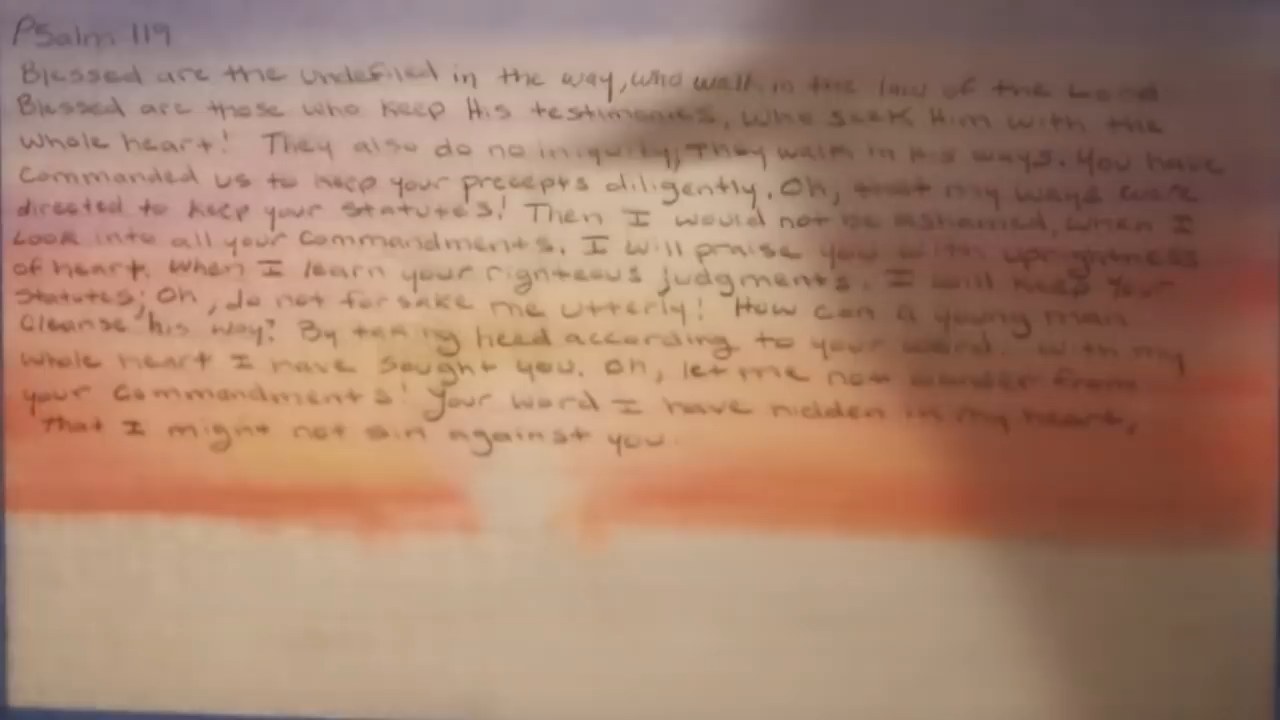 Psalm 119
Blessed are the undefiled in the way, who walk in the law of the Lord
Blessed are those who keep His testimonies, who seek Him with the
whole heart! They also do no iniquity; They walk in His ways. You have
Commanded us to keep your precepts diligently. Oh, that my ways were
directed to keep your statutes! Then I would not be ashamed, when I
Look into all your Commandments. I will praise you with uprightness
of heart, when I learn your righteous judgments. I will keep Your
Statutes; Oh, do not forsake me utterly! How can a young man
Cleanse his way? By taking heed according to your word. With my
whole heart I have sought you. Oh, let me not wander from
your Commandments! Your word I have hidden in my heart,
That I might not sin against you.